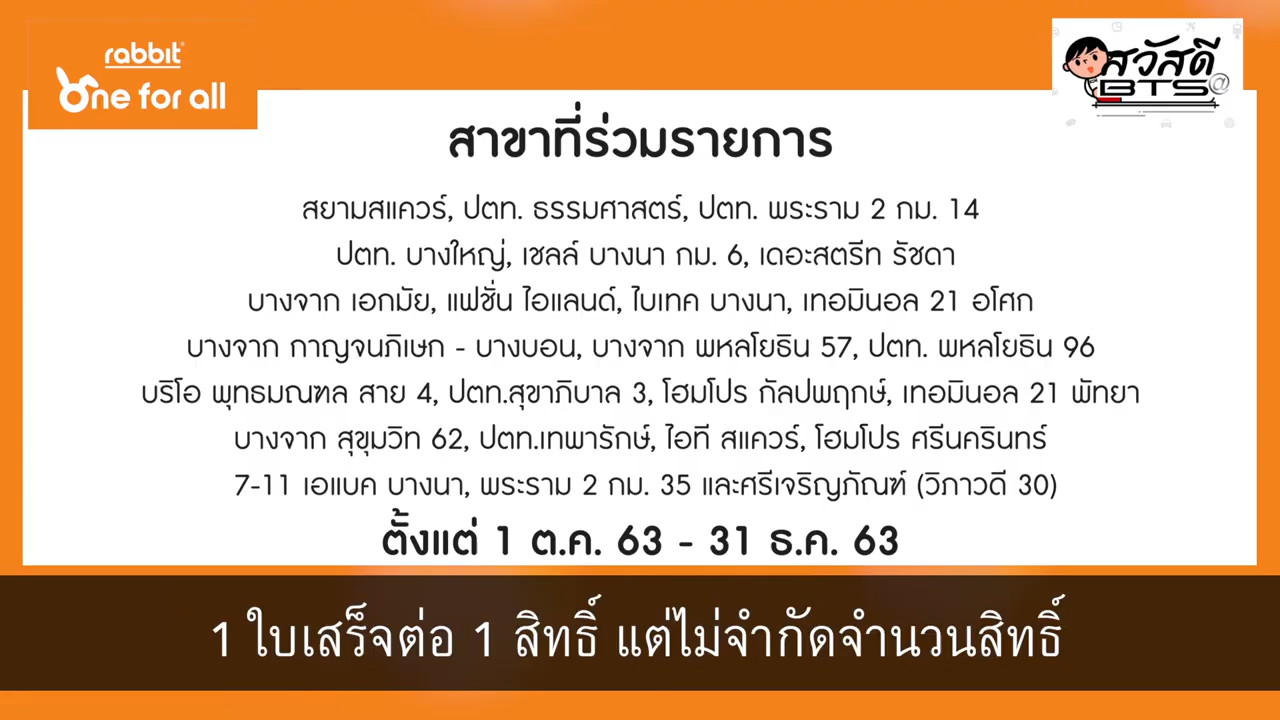 rabbit
One for all
สวัสดี
BTS@
สาขาที่ร่วมรายการ
สยามสแควร์, ปตท. ธรรมศาสตร์, ปตท. พระราม 2 กม. 14
ปตท. บางใหญ่, เชลล์ บางนา กม. 6, เดอะสตรีท รัชดา
บางจาก เอกมัย, แฟชั่น ไอแลนด์, ไบเทค บางนา, เทอมินอล 21 อโศก
บางจาก กาญจนภิเษก - บางบอน, บางจาก พหลโยธิน 57, ปตท. พหลโยธิน 96
บริโอ พุทธมณฑล สาย 4, ปตท.สุขาภิบาล 3, โฮมโปร กัลปพฤกษ์, เทอมินอล 21 พัทยา
บางจาก สุขุมวิท 62, ปตท.เทพารักษ์, ไอที สแควร์, โฮมโปร ศรีนครินทร์
7-11 เอแบค บางนา, พระราม 2 กม. 35 และศรีเจริญภัณฑ์ (วิภาวดี 30)
ตั้งแต่ 1 ต.ค. 63 - 31 ธ.ค. 63
1 ใบเสร็จต่อ 1 สิทธิ์ แต่ไม่จำกัดจำนวนสิทธิ์